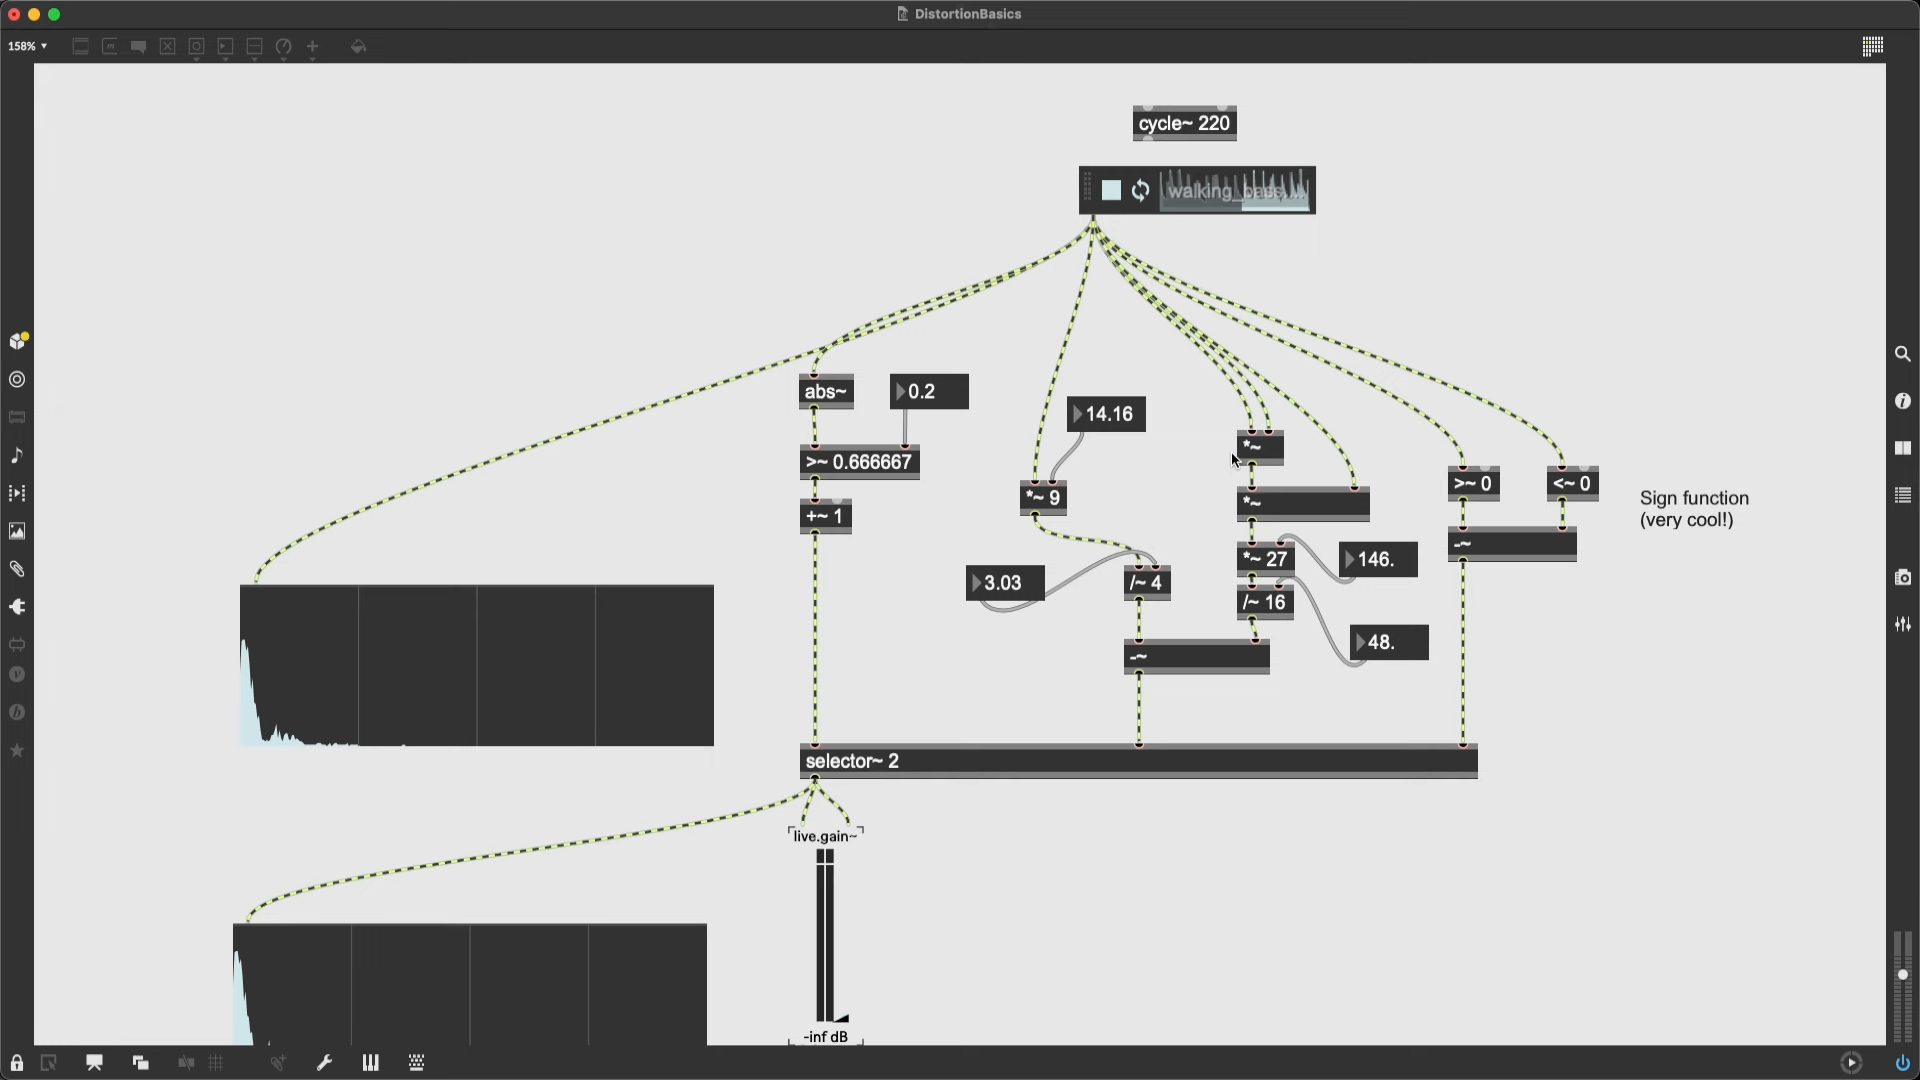 DistortionBasics
158%
cycle~ 220
walking_bass....
abs~
0.2
14.16
>~ 0.666667
*~
*~ 9
+~ 1
*~
>~ 0
<~ 0
Sign function
(very cool!)
-~
*~ 27
146.
3.03
/~ 4
/~ 16
48.
-~
selector~ 2
live.gain~
-inf dB